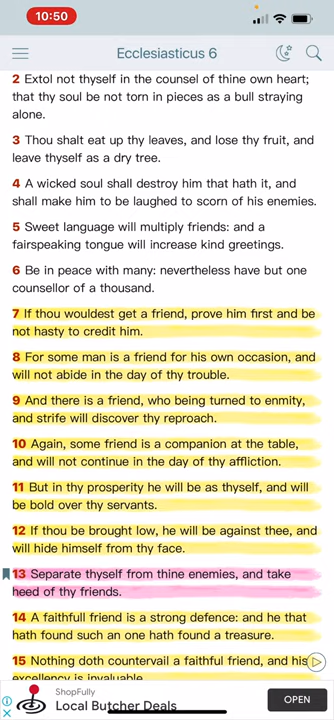 10:50
Ecclesiasticus 6
2 Extol not thyself in the counsel of thine own heart;
that thy soul be not torn in pieces as a bull straying
alone.
3 Thou shalt eat up thy leaves, and lose thy fruit, and
leave thyself as a dry tree.
4 A wicked soul shall destroy him that hath it, and
shall make him to be laughed to scorn of his enemies.
5 Sweet language will multiply friends: and a
fairspeaking tongue will increase kind greetings.
6 Be in peace with many: nevertheless have but one
counsellor of a thousand.
7 If thou wouldest get a friend, prove him first and be
not hasty to credit him.
8 For some man is a friend for his own occasion, and
will not abide in the day of thy trouble.
9 And there is a friend, who being turned to enmity,
and strife will discover thy reproach.
10 Again, some friend is a companion at the table,
and will not continue in the day of thy affliction.
11 But in thy prosperity he will be as thyself, and will
be bold over thy servants.
12 If thou be brought low, he will be against thee, and
will hide himself from thy face.
13 Separate thyself from thine enemies, and take
heed of thy friends.
14 A faithfull friend is a strong defence: and he that
hath found such an one hath found a treasure.
15 Nothing doth countervail a faithful friend, and his
excellency is invaluable.
ShopFully
Local Butcher Deals
OPEN